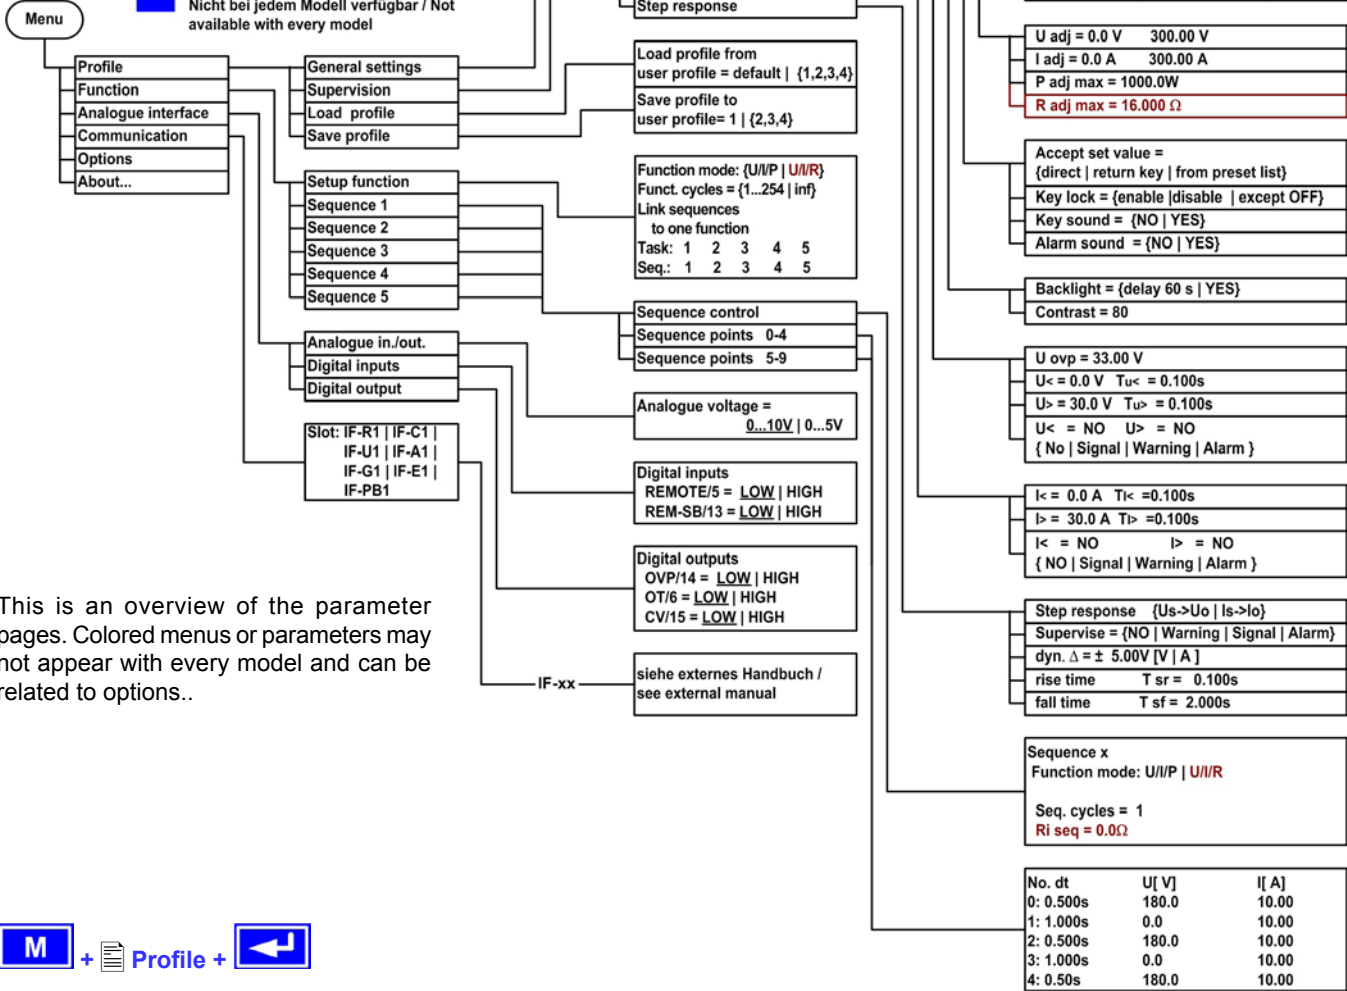 Nicht bei jedem Modell verfügbar / Not
available with every model
Menu
Profile
Function
Analogue interface
Communication
Options
About...
General settings
Supervision
Load profile
Save profile
Setup function
Sequence 1
Sequence 2
Sequence 3
Sequence 4
Sequence 5
Analogue in./out.
Digital inputs
Digital output
Slot: IF-R1 | IF-C1 |
IF-U1 | IF-A1 |
IF-G1 | IF-E1 |
IF-PB1
IF-xx
Step response
Load profile from
user profile = default | {1,2,3,4}
Save profile to
user profile= 1 | {2,3,4}
Function mode: {U/I/P | U/I/R}
Funct. cycles = {1...254 | inf}
Link sequences
to one function
Task: 1 2 3 4 5
Seq.: 1 2 3 4 5
Sequence control
Sequence points 0-4
Sequence points 5-9
Analogue voltage =
0...10V | 0...5V
Digital inputs
REMOTE/5 = LOW | HIGH
REM-SB/13 = LOW | HIGH
Digital outputs
OVP/14 = LOW | HIGH
OT/6 = LOW | HIGH
CV/15 = LOW | HIGH
siehe externes Handbuch /
see external manual
U adj = 0.0 V 300.00 V
I adj = 0.0 A 300.00 A
P adj max = 1000.0W
R adj max = 16.000 Ω
Accept set value =
{direct | return key | from preset list}
Key lock = {enable |disable | except OFF}
Key sound = {NO | YES}
Alarm sound = {NO | YES}
Backlight = {delay 60 s | YES}
Contrast = 80
U ovp = 33.00 V
U< = 0.0 V Tu< = 0.100s
U> = 30.0 V Tu> = 0.100s
U< = NO U> = NO
{ No | Signal | Warning | Alarm }
I< = 0.0 A TI< =0.100s
I> = 30.0 A TI> =0.100s
I< = NO I> = NO
{ NO | Signal | Warning | Alarm }
Step response {Us->Uo | Is->Io}
Supervise = {NO | Warning | Signal | Alarm}
dyn. Δ = ± 5.00V [V | A ]
rise time T sr = 0.100s
fall time T sf = 2.000s
Sequence x
Function mode: U/I/P | U/I/R
Seq. cycles = 1
Ri seq = 0.0Ω
No. dt U[ V] I[ A]
0: 0.500s 180.0 10.00
1: 1.000s 0.0 10.00
2: 0.500s 180.0 10.00
3: 1.000s 0.0 10.00
4: 0.50s 180.0 10.00
This is an overview of the parameter
pages. Colored menus or parameters may
not appear with every model and can be
related to options..
M + Profile +